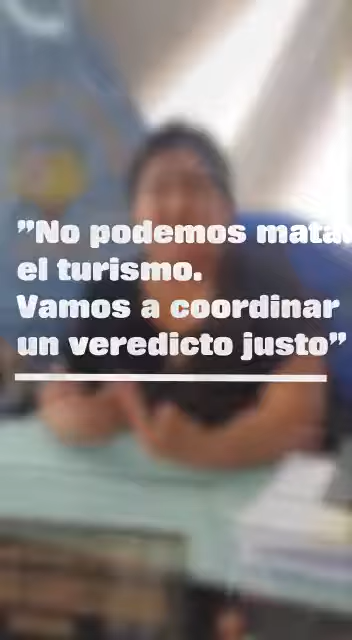 "No podemos mata
el turismo.
Vamos a coordinar
un veredicto justo"